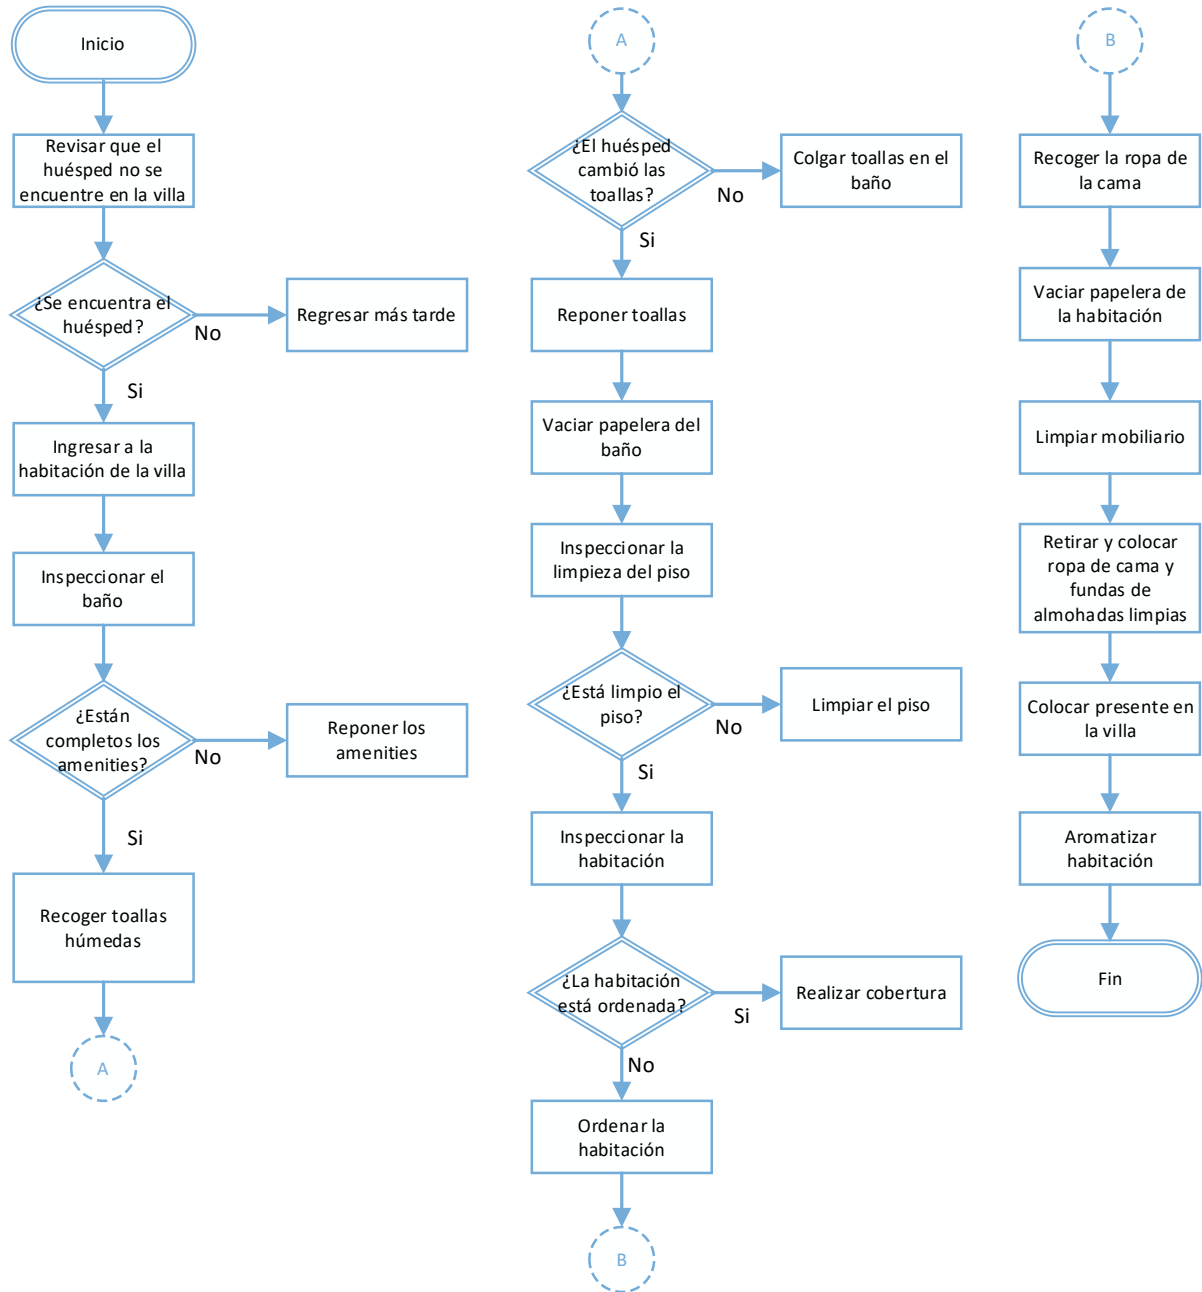 Inicio
Revisar que el
huésped no se
encuentre en la villa
¿Se encuentra el
huésped?
No
Regresar más tarde
Si
Ingresar a la
habitación de la villa
Inspeccionar el
baño
¿Están
completos los
amenities?
No
Reponer los
amenities
Si
Recoger toallas
húmedas
A
A
¿El huésped
cambió las
toallas?
No
Colgar toallas en el
baño
Si
Reponer toallas
Vaciar papelera del
baño
Inspeccionar la
limpieza del piso
¿Está limpio el
piso?
No
Limpiar el piso
Si
Inspeccionar la
habitación
¿La habitación
está ordenada?
Si
Realizar cobertura
No
Ordenar la
habitación
B
B
Recoger la ropa de
la cama
Vaciar papelera de
la habitación
Limpiar mobiliario
Retirar y colocar
ropa de cama y
fundas de
almohadas limpias
Colocar presente en
la villa
Aromatizar
habitación
Fin